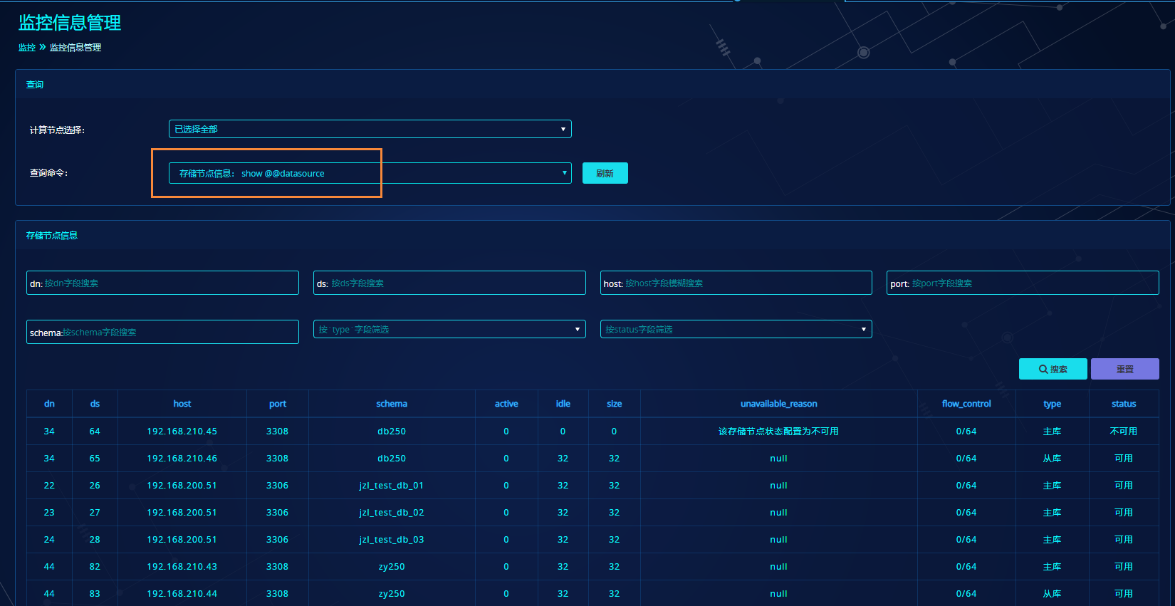 监控信息管理
监控 » 监控信息管理
查询
计算节点选择: 已选择全部
查询命令: 存储节点信息: show @@datasource 刷新
存储节点信息
dn: 按dn字段搜索 ds: 按ds字段搜索 host: 按host字段模糊搜索 port: 按port字段搜索
schema:按schema字段搜索 按 type 字段筛选 按status字段筛选
搜索 重置
dn ds host port schema active idle size unavailable_reason flow_control type status
34 64 192.168.210.45 3308 db250 0 0 0 该存储节点状态配置为不可用 0/64 主库 不可用
34 65 192.168.210.46 3308 db250 0 32 32 null 0/64 从库 可用
22 26 192.168.200.51 3306 jzl_test_db_01 0 32 32 null 0/64 主库 可用
23 27 192.168.200.51 3306 jzl_test_db_02 0 32 32 null 0/64 主库 可用
24 28 192.168.200.51 3306 jzl_test_db_03 0 32 32 null 0/64 主库 可用
44 82 192.168.210.43 3308 zy250 0 32 32 null 0/64 主库 可用
44 83 192.168.210.44 3308 zy250 0 32 32 null 0/64 从库 可用